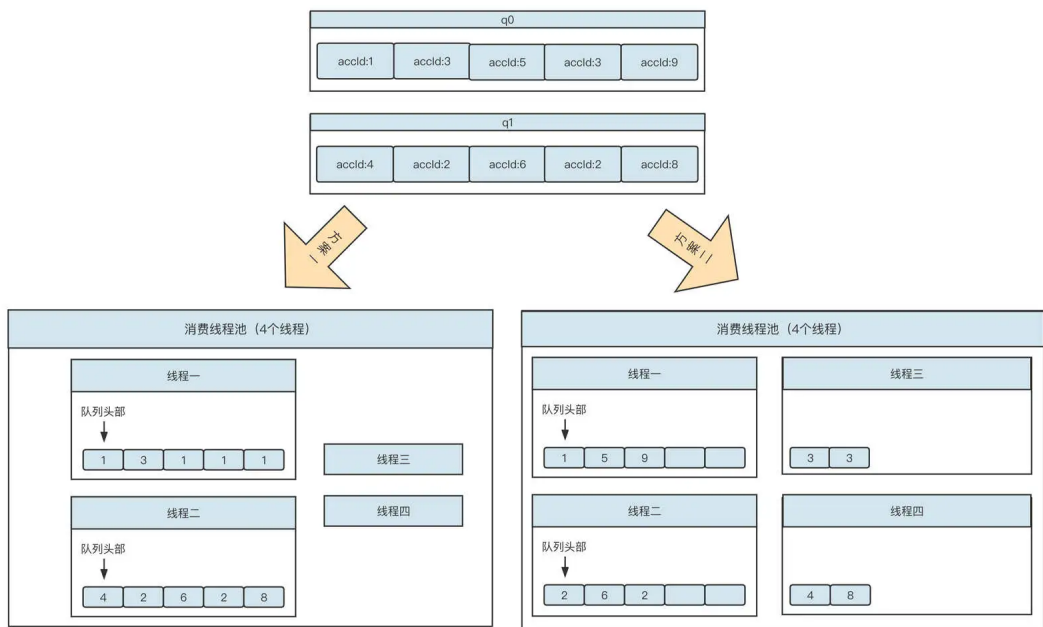 q0
accId:1 accId:3 accId:5 accId:3 accId:9
q1
accId:4 accId:2 accId:6 accId:2 accId:8
方案一
方案二
消费线程池（4个线程）
线程一
队列头部
1 3 1 1 1
线程二
队列头部
4 2 6 2 8
线程三
线程四
消费线程池（4个线程）
线程一
队列头部
1 5 9
线程三
3 3
线程二
队列头部
2 6 2
线程四
4 8